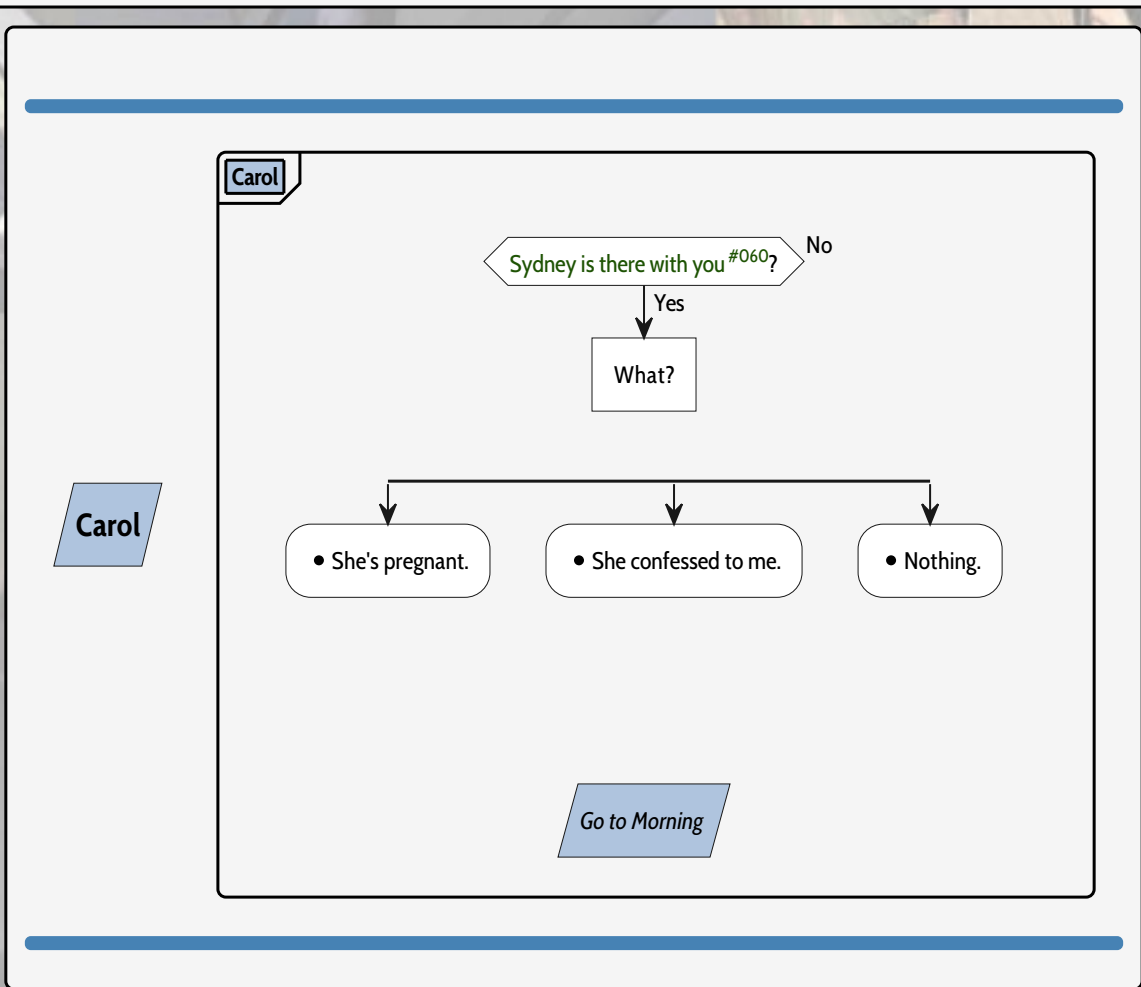 Carol
Sydney is there with you #060?
No
Yes
What?
Carol
• She's pregnant.
• She confessed to me.
• Nothing.
Go to Morning